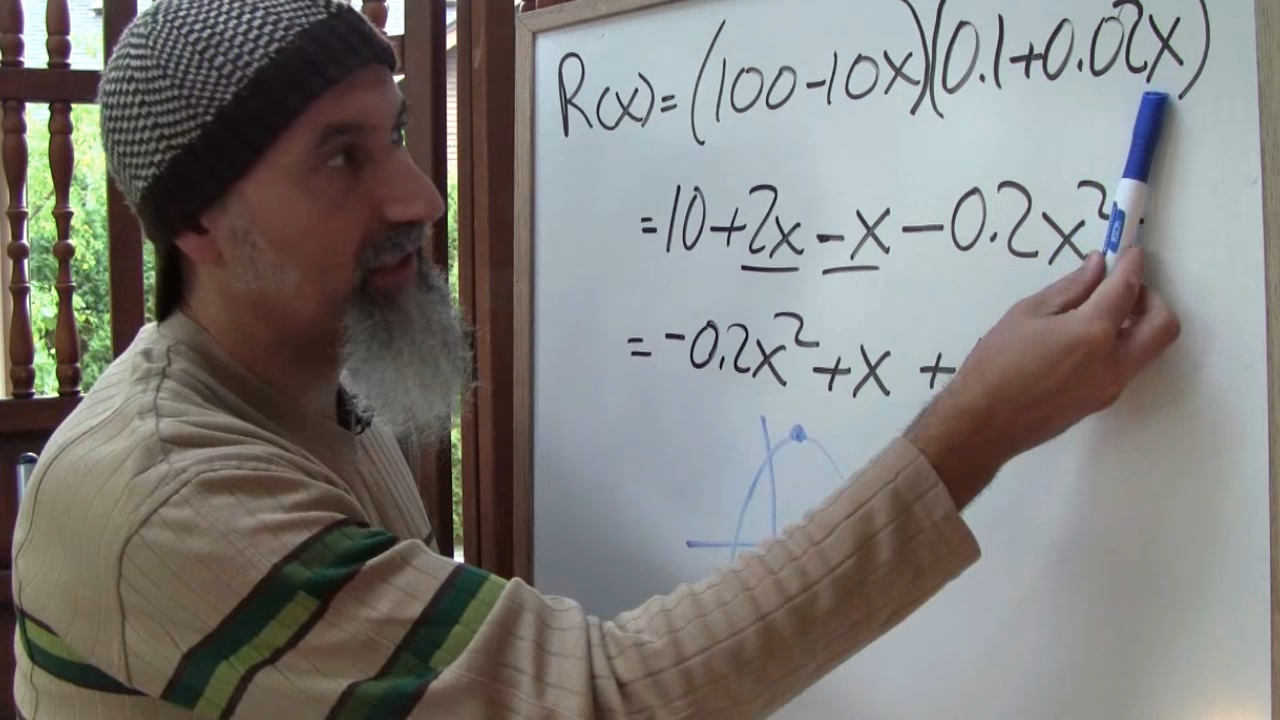 R(x)=(100-10x)(0.1+0.02x)
=10+2x-x-0.2x²
=-0.2x²+x+